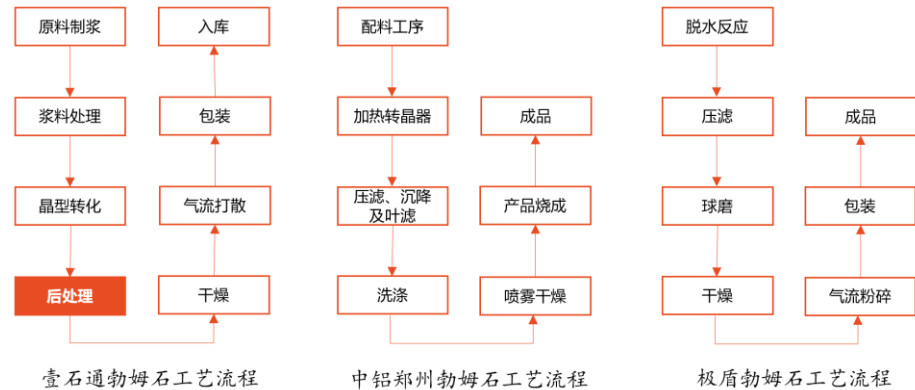 原料制浆
浆料处理
晶型转化
后处理
干燥
气流打散
包装
入库
壹石通勃姆石工艺流程
配料工序
加热转晶器
压滤、沉降
及叶滤
洗涤
喷雾干燥
产品烧成
成品
中铝郑州勃姆石工艺流程
脱水反应
压滤
球磨
干燥
气流粉碎
包装
成品
极盾勃姆石工艺流程